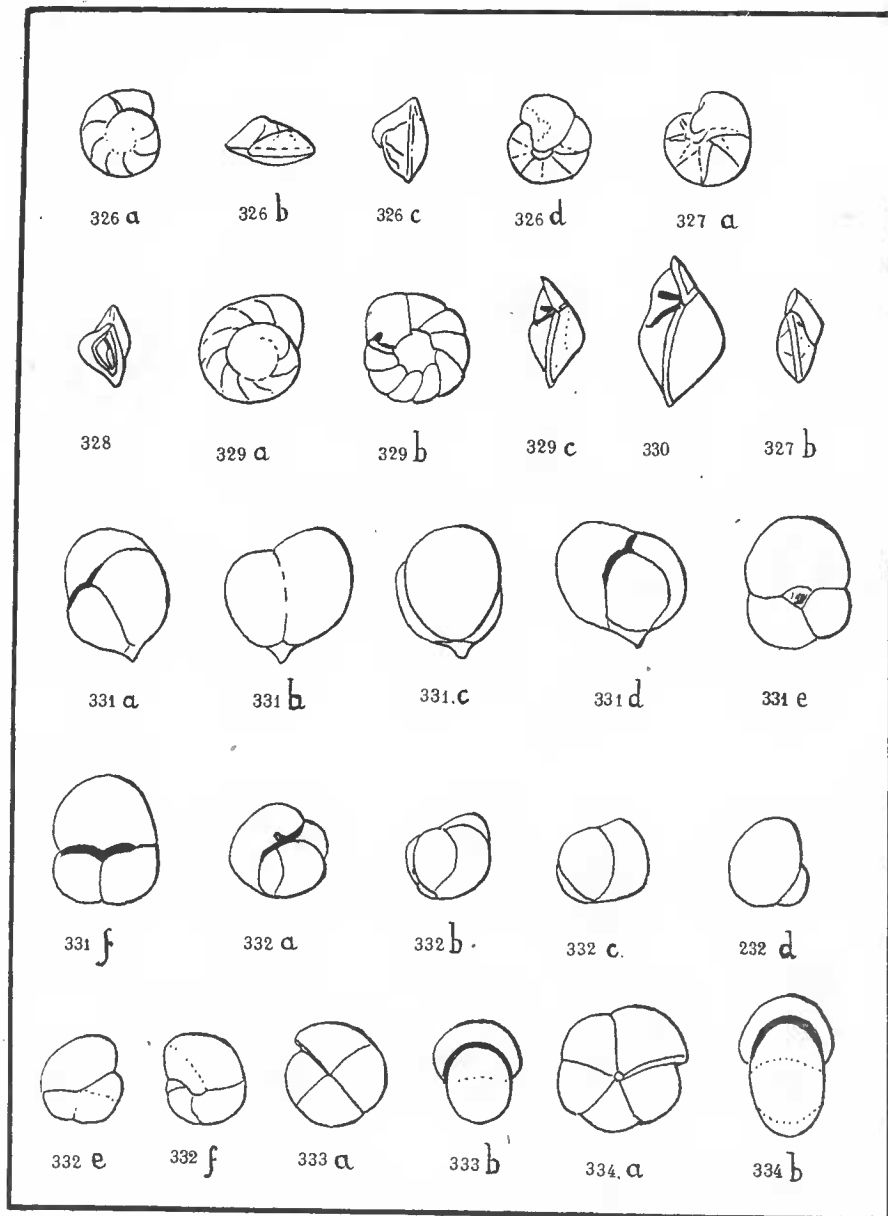 326 a 326 b 326 c 326 d 327 a
328 329 a 329 b 329 c 330 327 b
331 a 331 b 331.c 331 d 331 e
331 f 332 a 332 b. 332 c. 232 d
332 e 332 f 333 a 333 b 334. a 334 b